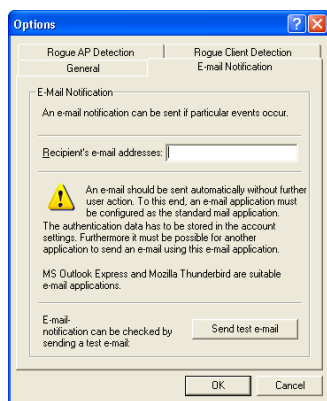 Options
Rogue AP Detection Rogue Client Detection
General E-mail Notification
E-Mail Notification
An e-mail notification can be sent if particular events occur.
Recipient's e-mail addresses:
An e-mail should be sent automatically without further
user action. To this end, an e-mail application must
be configured as the standard mail application.
The authentication data has to be stored in the account
settings. Furthermore it must be possible for another
application to send an e-mail using this e-mail application.
MS Outlook Express and Mozilla Thunderbird are suitable
e-mail applications.
E-mail-
notification can be checked by
sending a test e-mail:
Send test e-mail
OK Cancel